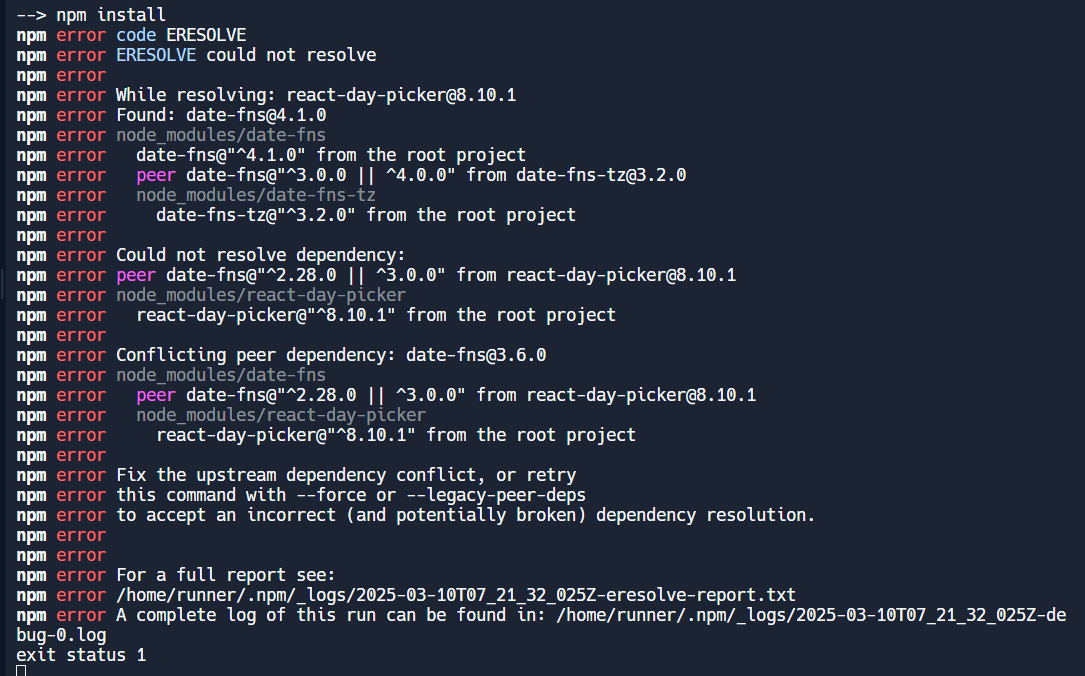 --> npm install
npm error code ERESOLVE
npm error ERESOLVE could not resolve
npm error
npm error While resolving: react-day-picker@8.10.1
npm error Found: date-fns@4.1.0
npm error node_modules/date-fns
npm error   date-fns@"^4.1.0" from the root project
npm error   peer date-fns@"^3.0.0 || ^4.0.0" from date-fns-tz@3.2.0
npm error   node_modules/date-fns-tz
npm error     date-fns-tz@"^3.2.0" from the root project
npm error
npm error Could not resolve dependency:
npm error peer date-fns@"^2.28.0 || ^3.0.0" from react-day-picker@8.10.1
npm error node_modules/react-day-picker
npm error   react-day-picker@"^8.10.1" from the root project
npm error
npm error Conflicting peer dependency: date-fns@3.6.0
npm error node_modules/date-fns
npm error   peer date-fns@"^2.28.0 || ^3.0.0" from react-day-picker@8.10.1
npm error   node_modules/react-day-picker
npm error     react-day-picker@"^8.10.1" from the root project
npm error
npm error Fix the upstream dependency conflict, or retry
npm error this command with --force or --legacy-peer-deps
npm error to accept an incorrect (and potentially broken) dependency resolution.
npm error
npm error
npm error For a full report see:
npm error /home/runner/.npm/_logs/2025-03-10T07_21_32_025Z-eresolve-report.txt
npm error A complete log of this run can be found in: /home/runner/.npm/_logs/2025-03-10T07_21_32_025Z-de
bug-0.log
exit status 1